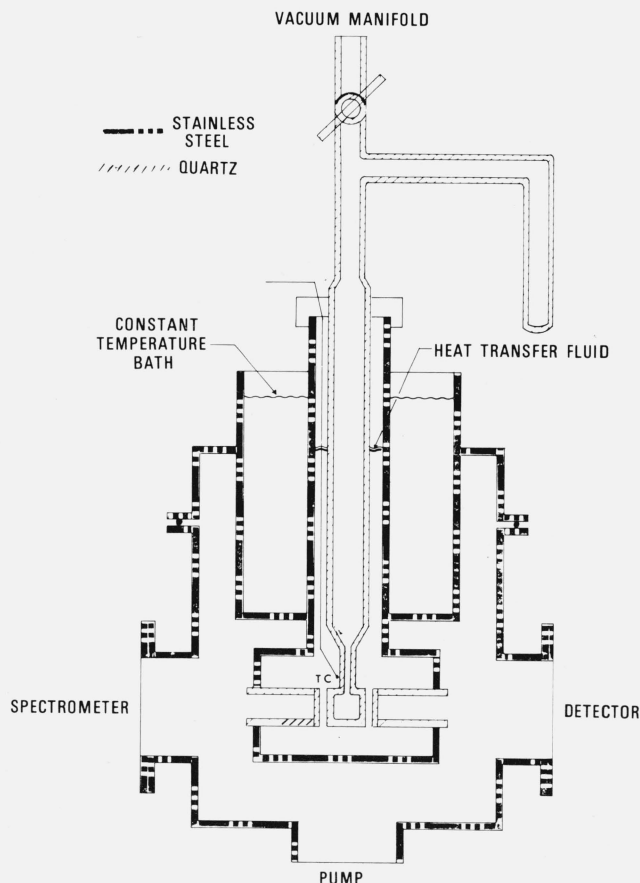 VACUUM MANIFOLD
STAINLESS
STEEL
QUARTZ
CONSTANT
TEMPERATURE
BATH
HEAT TRANSFER FLUID
TC
SPECTROMETER
DETECTOR
PUMP